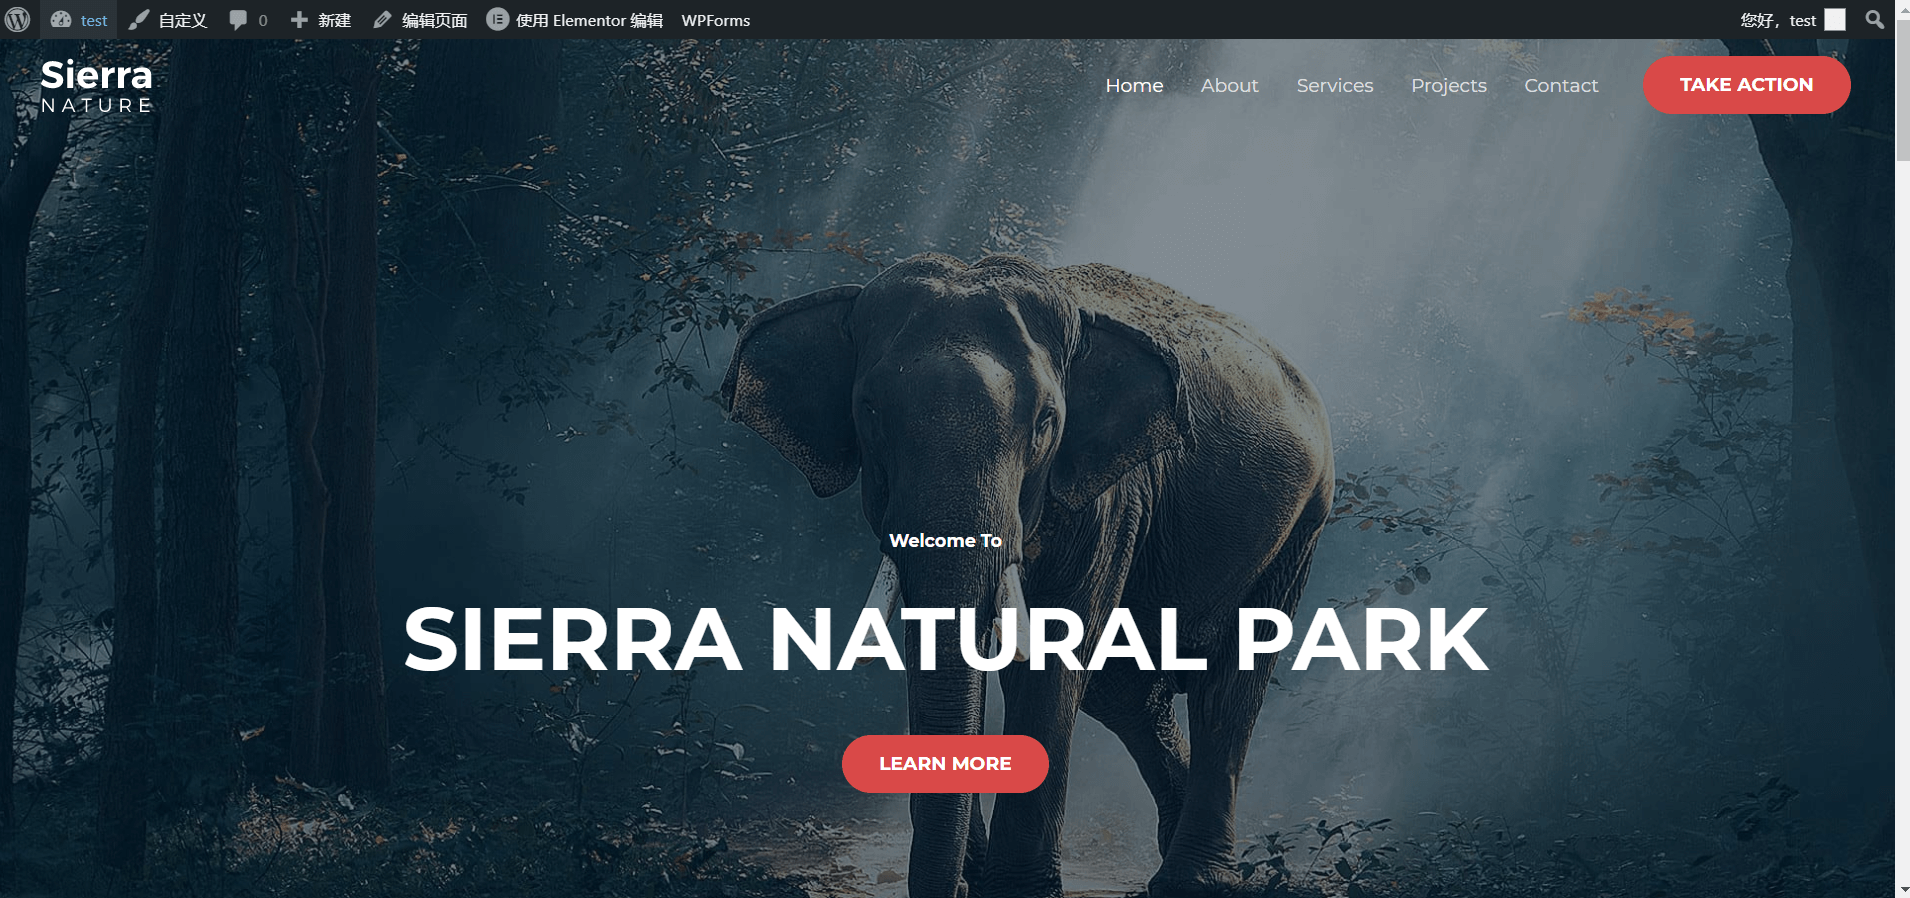 test 自定义 0 新建 编辑页面 使用 Elementor 编辑 WPForms 您好，test
Sierra
NATURE
Home About Services Projects Contact TAKE ACTION
Welcome To
SIERRA NATURAL PARK
LEARN MORE